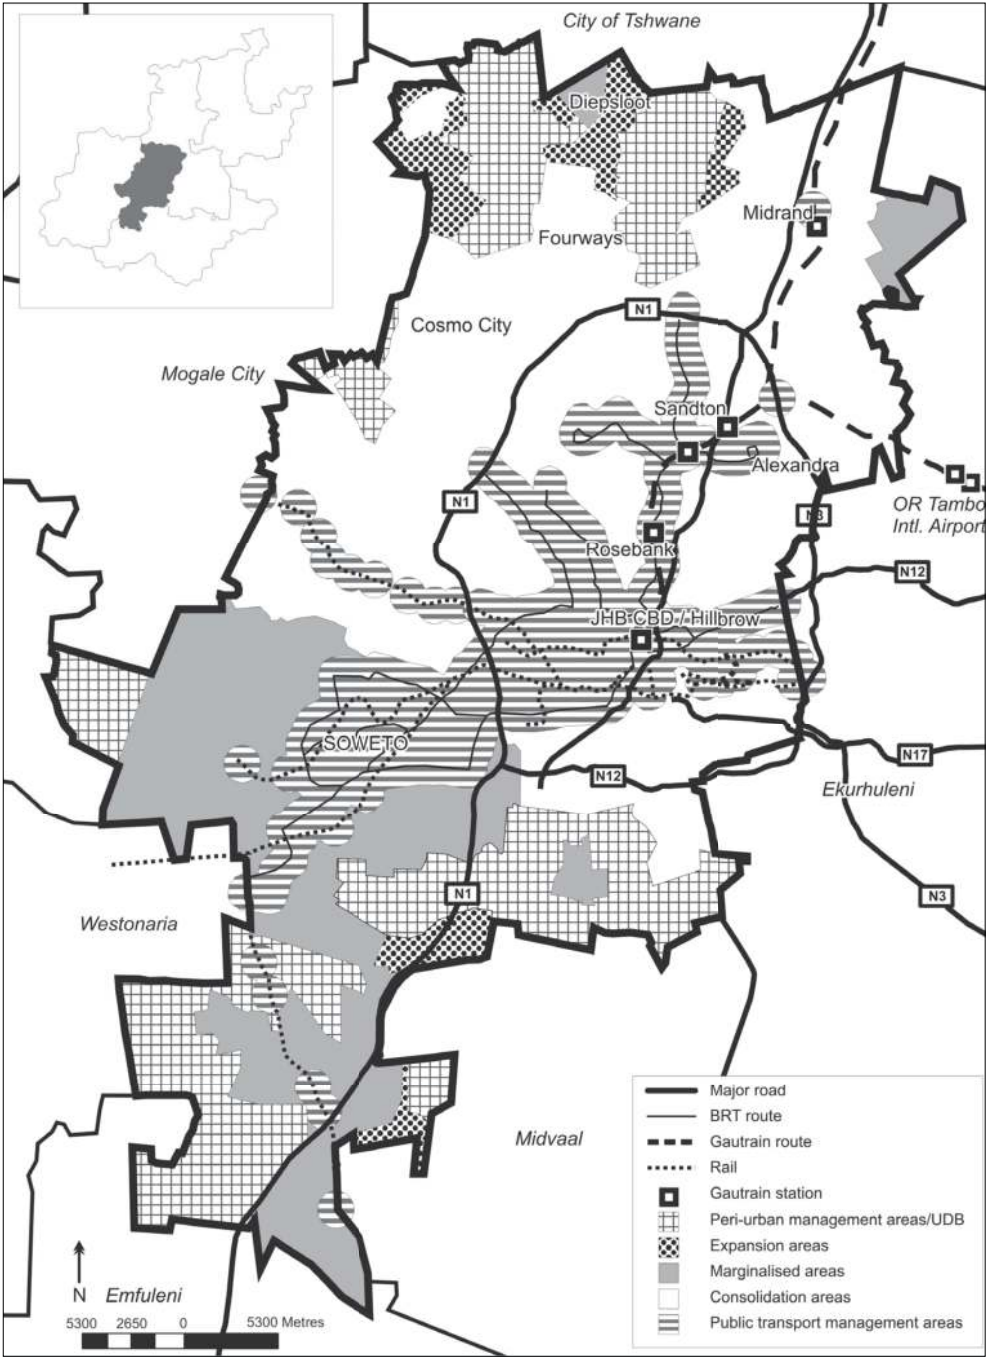 City of Tshwane
Diepsloot
Midrand
Fourways
N1
Cosmo City
Mogale City
Sandton
Alexandra
N1
OR Tambo
Intl. Airport
N3
Rosebank
N12
JHB CBD / Hillbrow
SOWETO
N17
N12
Ekurhuleni
N1
N3
Westonaria
Midvaal
Major road
BRT route
Gautrain route
Rail
Gautrain station
Peri-urban management areas/UDB
Expansion areas
Marginalised areas
Consolidation areas
Public transport management areas
N
Emfuleni
5300 2650 0 5300 Metres